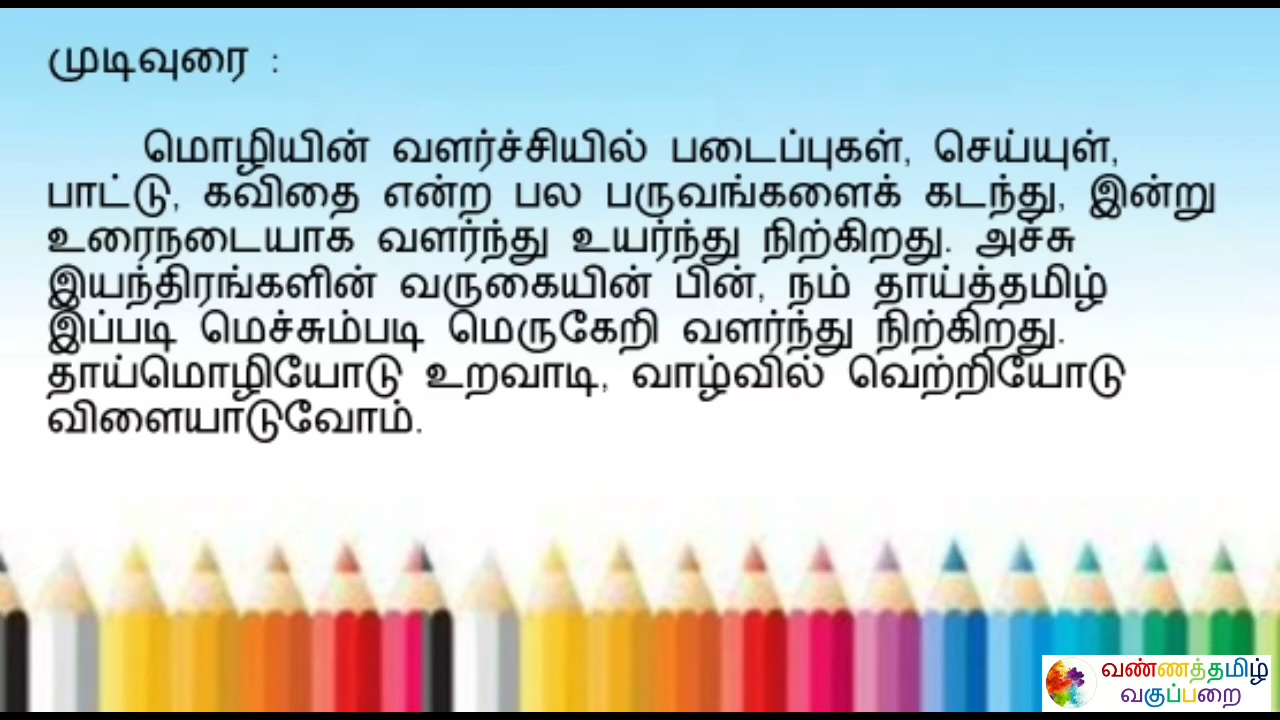 முடிவுரை :
மொழியின் வளர்ச்சியில் படைப்புகள், செய்யுள்,
பாட்டு, கவிதை என்ற பல பருவங்களைக் கடந்து, இன்று
உரைநடையாக வளர்ந்து உயர்ந்து நிற்கிறது. அச்சு
இயந்திரங்களின் வருகையின் பின், நம் தாய்த்தமிழ்
இப்படி மெச்சும்படி மெருகேறி வளர்ந்து நிற்கிறது.
தாய்மொழியோடு உறவாடி, வாழ்வில் வெற்றியோடு
விளையாடுவோம்.
வண்ணத்தமிழ்
வகுப்பறை